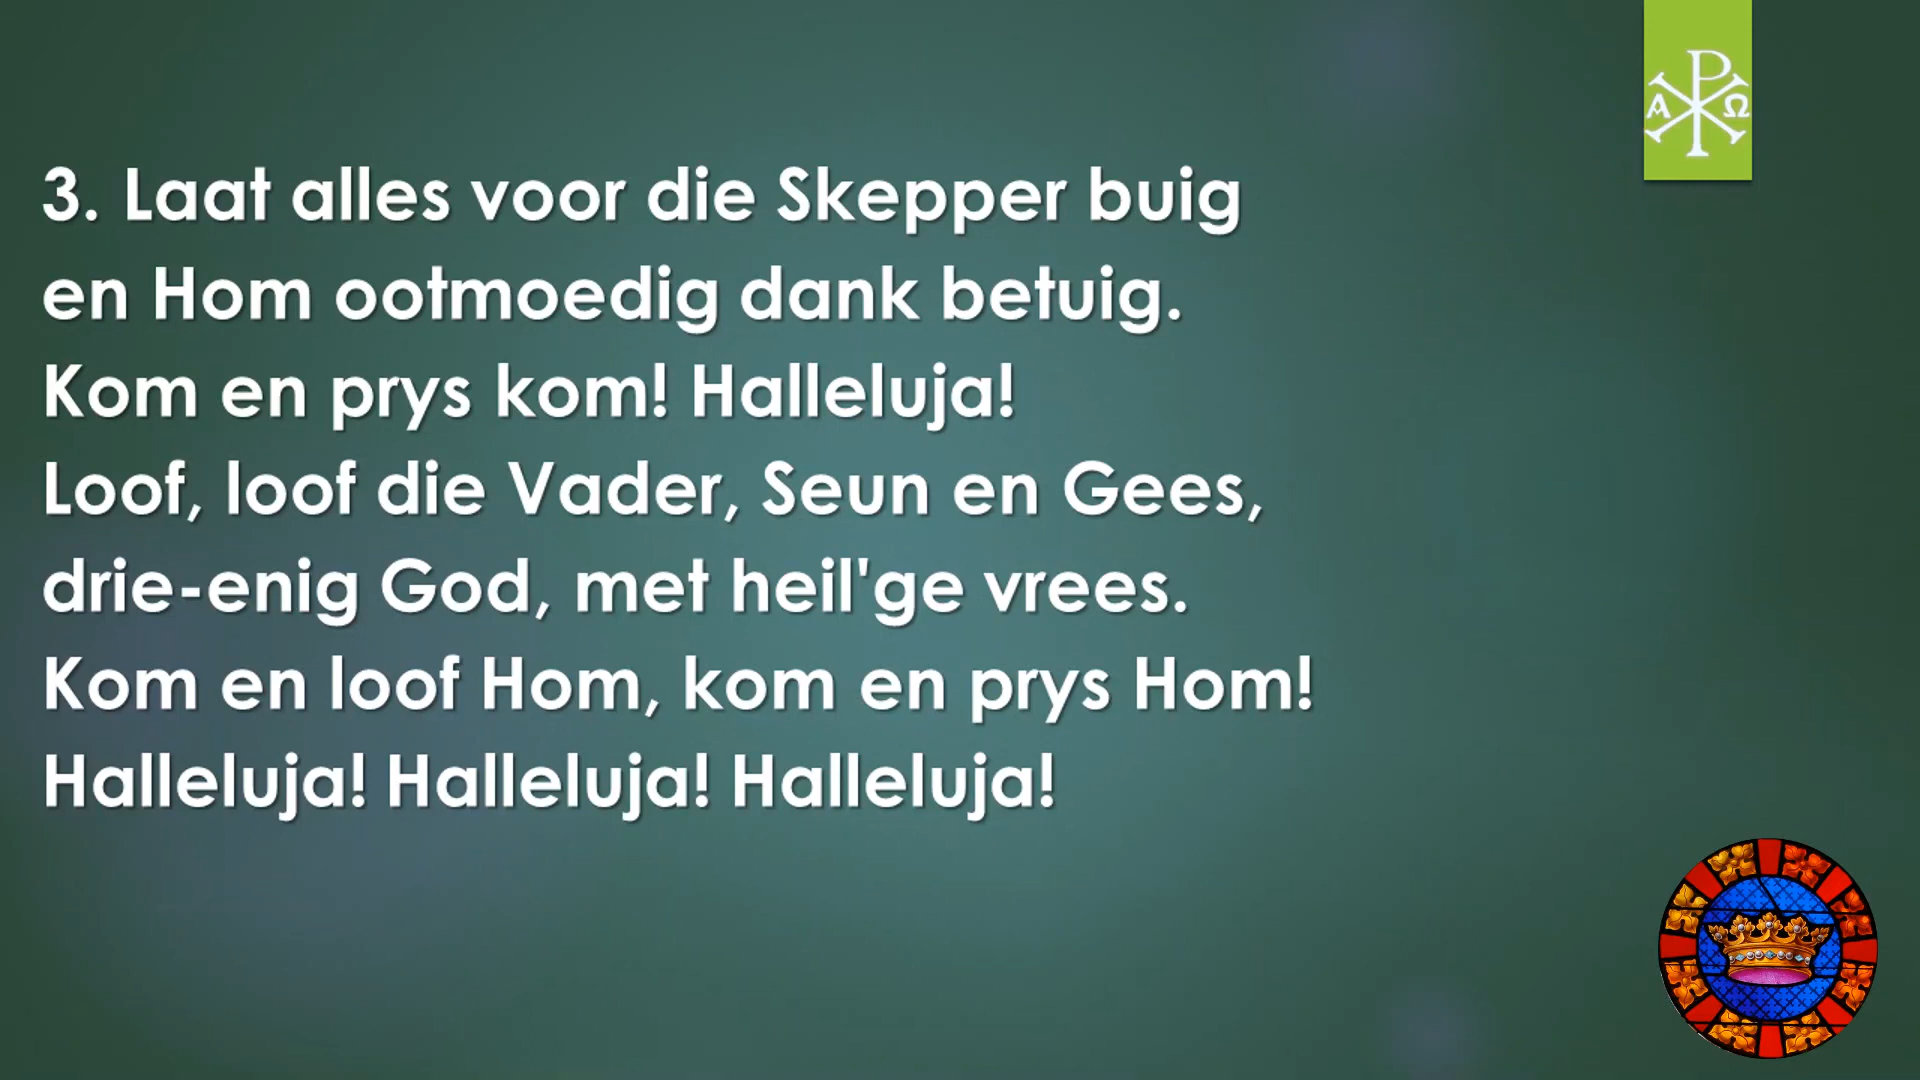 3. Laat alles voor die Skepper buig
en Hom ootmoedig dank betuig.
Kom en prys kom! Halleluja!
Loof, loof die Vader, Seun en Gees,
drie-enig God, met heil'ge vrees.
Kom en loof Hom, kom en prys Hom!
Halleluja! Halleluja! Halleluja!
Α Ω